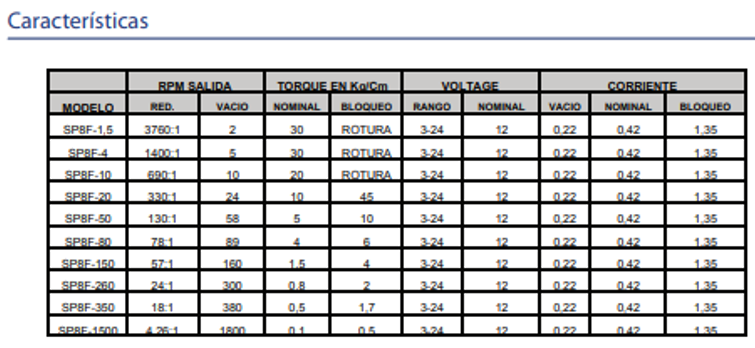 Características
RPM SALIDA TORQUE EN Kg/Cm VOLTAGE CORRIENTE
MODELO RED. VACIO NOMINAL BLOQUEO RANGO NOMINAL VACIO NOMINAL BLOQUEO
SP8F-1,5 3760:1 2 30 ROTURA 3-24 12 0,22 0,42 1,35
SP8F-4 1400:1 5 30 ROTURA 3-24 12 0,22 0,42 1,35
SP8F-10 690:1 10 20 ROTURA 3-24 12 0,22 0,42 1,35
SP8F-20 330:1 24 10 45 3-24 12 0,22 0,42 1,35
SP8F-50 130:1 58 5 10 3-24 12 0,22 0,42 1,35
SP8F-80 78:1 89 4 6 3-24 12 0,22 0,42 1,35
SP8F-150 57:1 160 1.5 4 3-24 12 0,22 0,42 1,35
SP8F-260 24:1 300 0.8 2 3-24 12 0,22 0,42 1,35
SP8F-350 18:1 380 0,5 1,7 3-24 12 0,22 0,42 1,35
SP8F-1500 4,26:1 1800 0,1 0,5 3-24 12 0,22 0,42 1,35